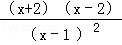 (x+2) (x-2)
(x-1)²